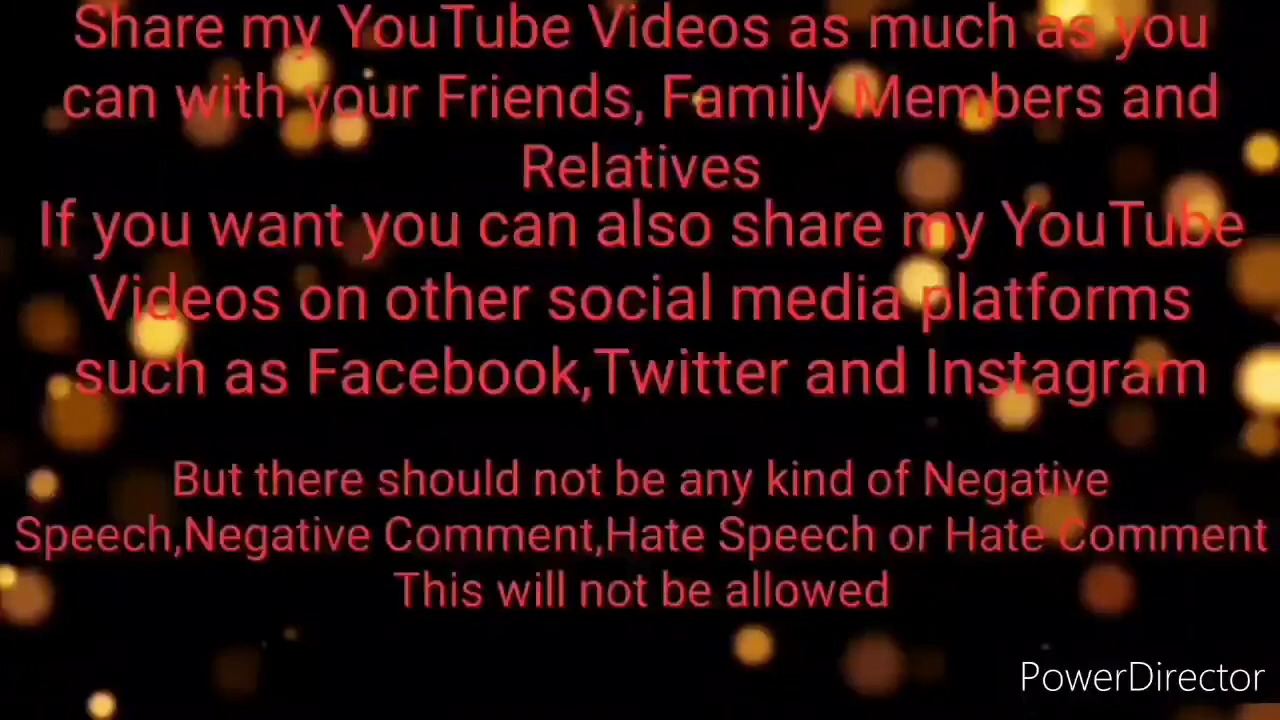 Share my YouTube Videos as much as you
can with your Friends, Family Members and
Relatives
If you want you can also share my YouTube
Videos on other social media platforms
such as Facebook,Twitter and Instagram
But there should not be any kind of Negative
Speech,Negative Comment,Hate Speech or Hate Comment
This will not be allowed
PowerDirector